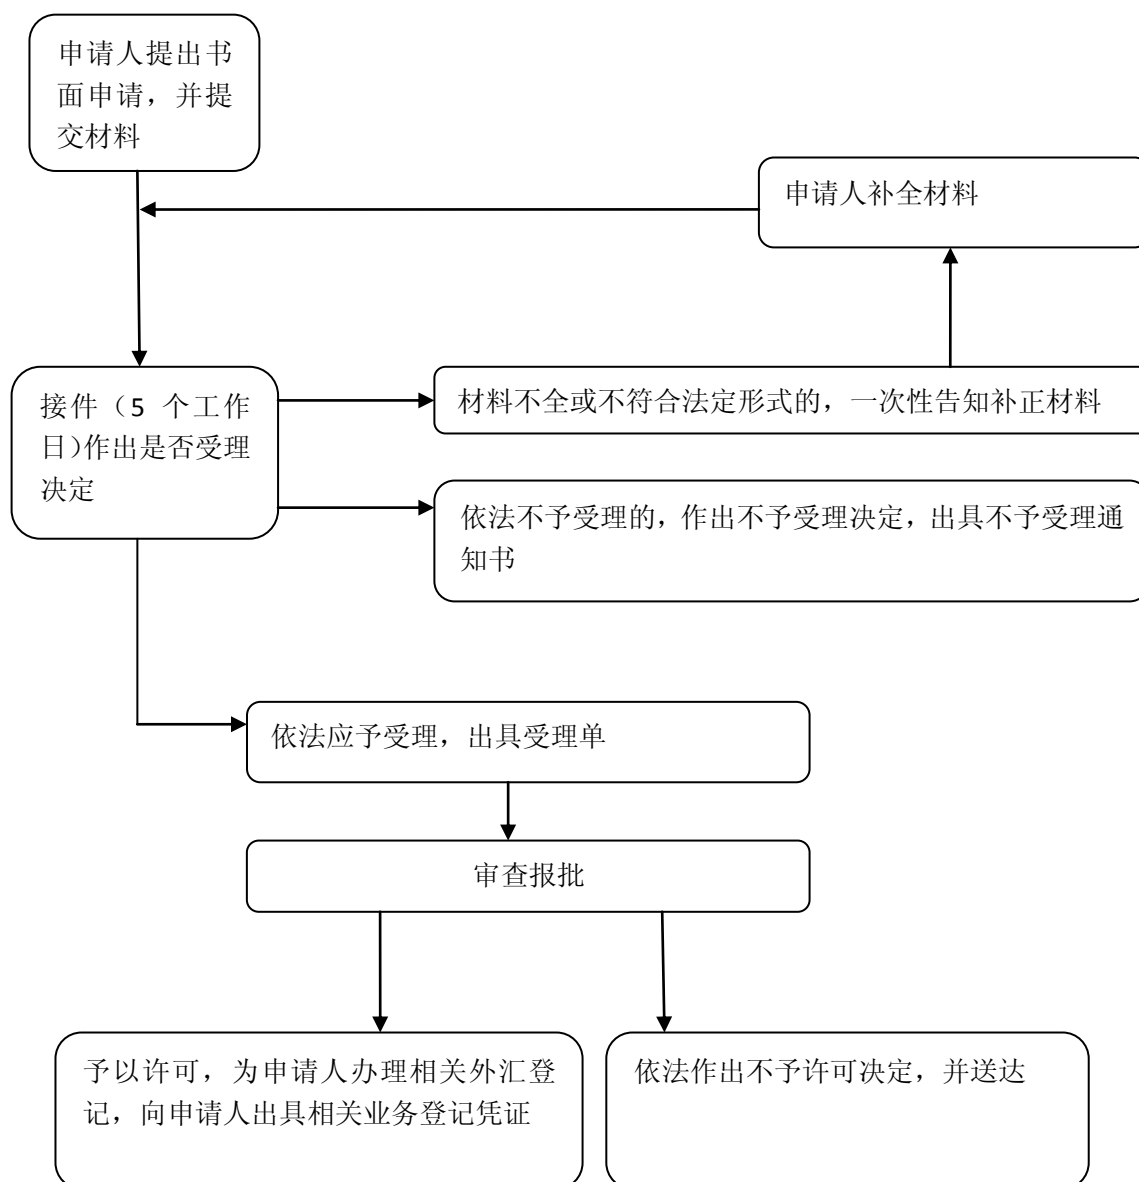 申请人提出书
面申请，并提
交材料
申请人补全材料
接件（5 个工作
日）作出是否受理
决定
材料不全或不符合法定形式的，一次性告知补正材料
依法不予受理的，作出不予受理决定，出具不予受理通
知书
依法应予受理，出具受理单
审查报批
予以许可，为申请人办理相关外汇登
记，向申请人出具相关业务登记凭证
依法作出不予许可决定，并送达